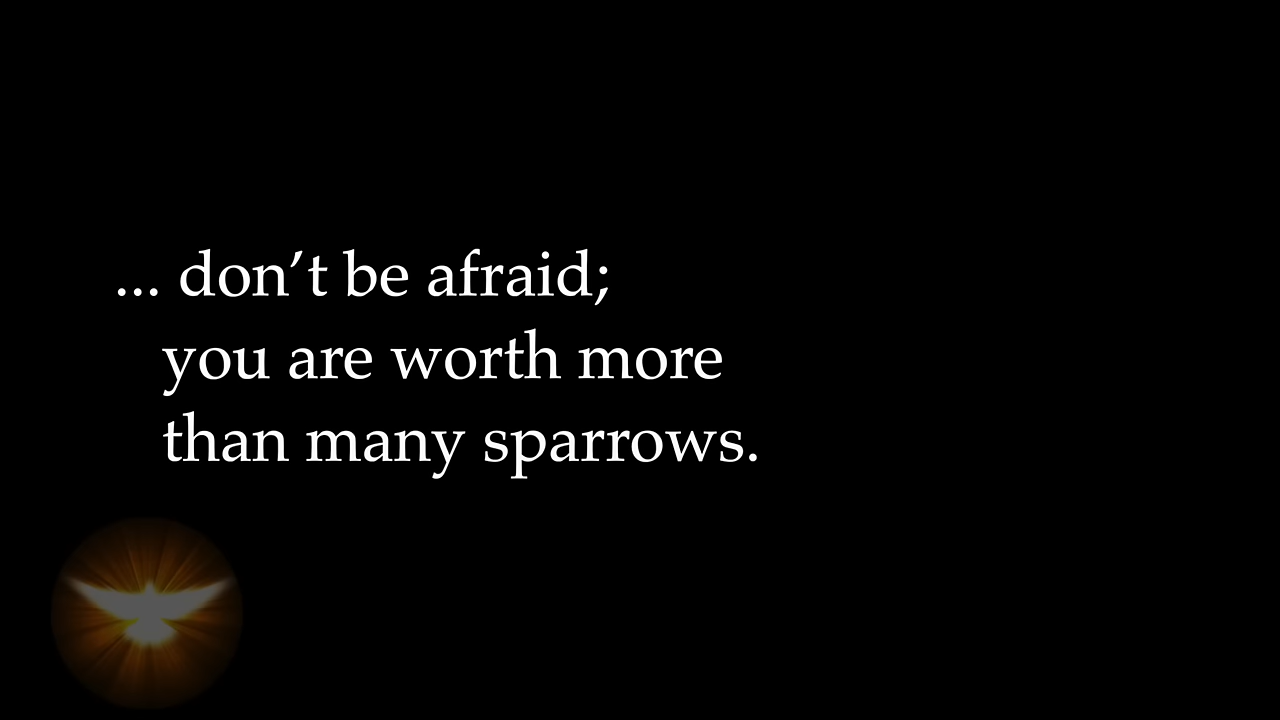 ... don’t be afraid;
you are worth more
than many sparrows.